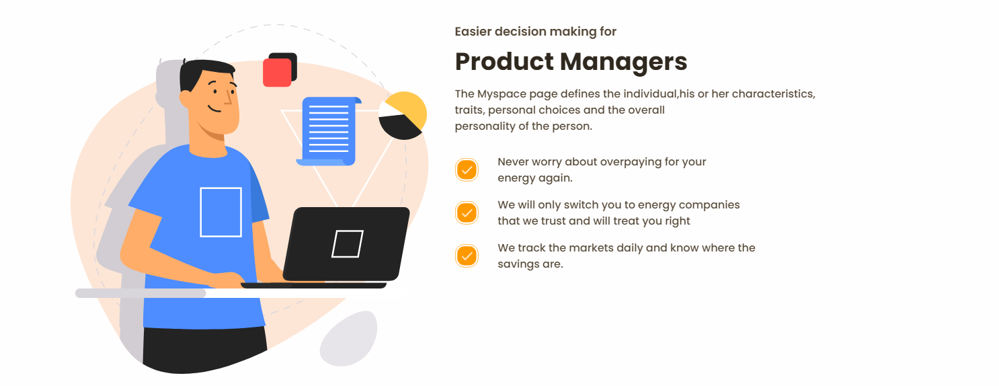 Easier decision making for
Product Managers
The Myspace page defines the individual,his or her characteristics,
traits, personal choices and the overall
personality of the person.
Never worry about overpaying for your
energy again.
We will only switch you to energy companies
that we trust and will treat you right
We track the markets daily and know where the
savings are.